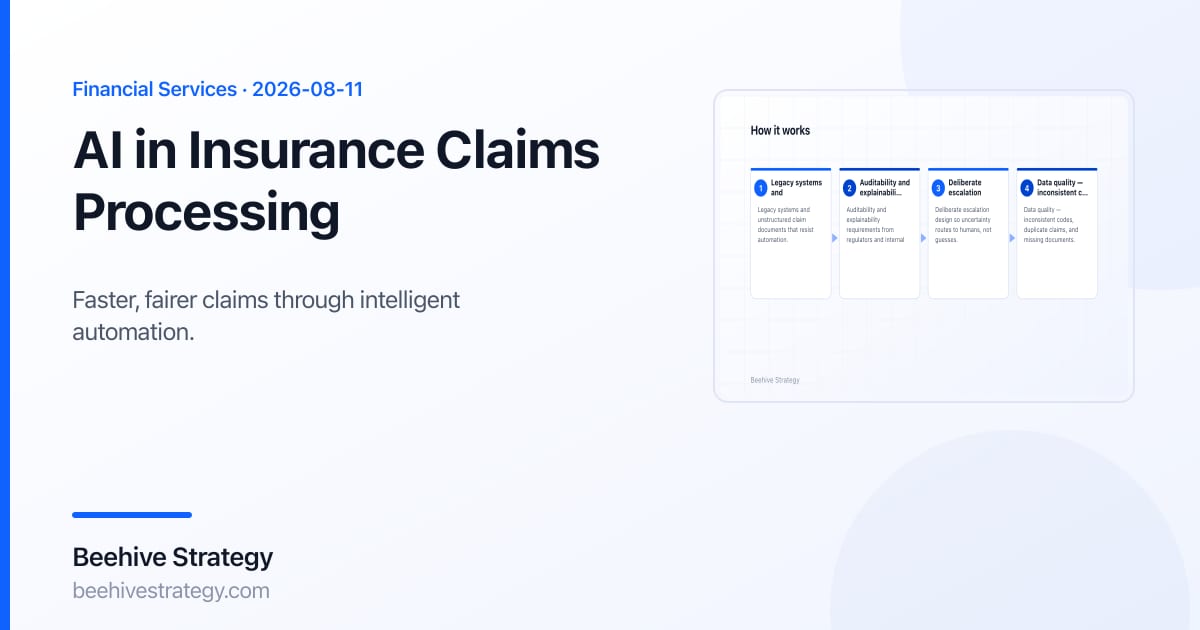 Financial Services · 2026-08-11
AI in Insurance Claims
Processing
Faster, fairer claims through intelligent
automation.
Beehive Strategy
beehivestrategy.com
How it works
1
Legacy systems
and
Legacy systems and
unstructured claim
documents that resist
automation.
2
Auditability and
explainabili...
Auditability and
explainability
requirements from
regulators and internal
3
Deliberate
escalation
Deliberate escalation
design so uncertainty
routes to humans, not
guesses.
4
Data quality —
inconsistent c...
Data quality —
inconsistent codes,
duplicate claims, and
missing documents.
Beehive Strategy